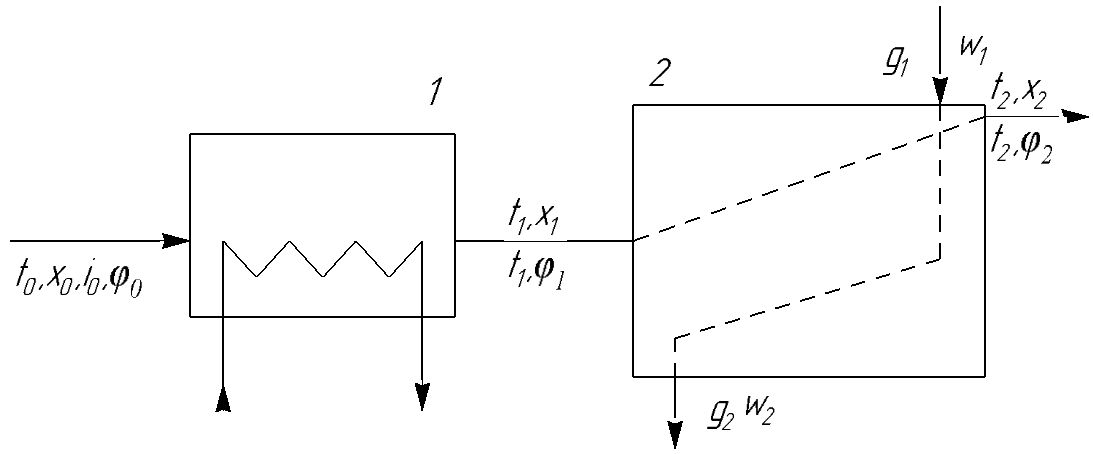 1
2
g₁ w₁
t₂,x₂
t₂,φ₂
t₁,x₁
t₁,φ₁
t₀,x₀,i₀,φ₀
g₂ w₂